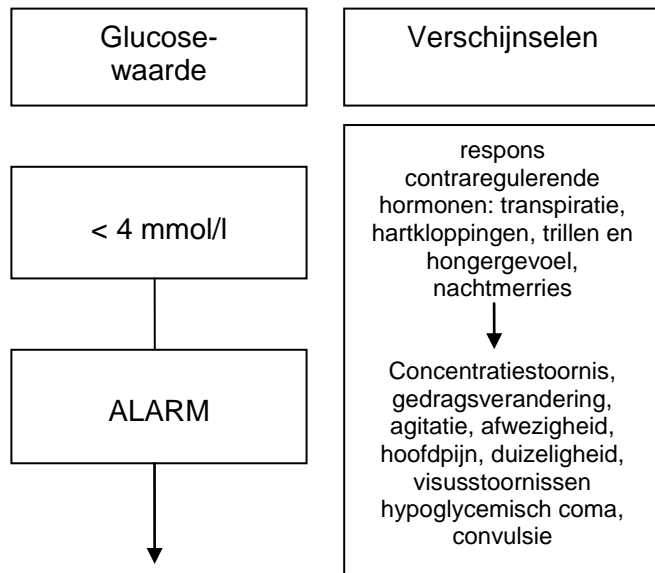 Glucose-
waarde
Verschijnselen
< 4 mmol/l
ALARM
respons
contraregulerende
hormonen: transpiratie,
hartkloppingen, trillen en
hongergevoel,
nachtmerries
Concentratiestoornis,
gedragsverandering,
agitatie, afwezigheid,
hoofdpijn, duizeligheid,
visusstoornissen
hypoglycemisch coma,
convulsie